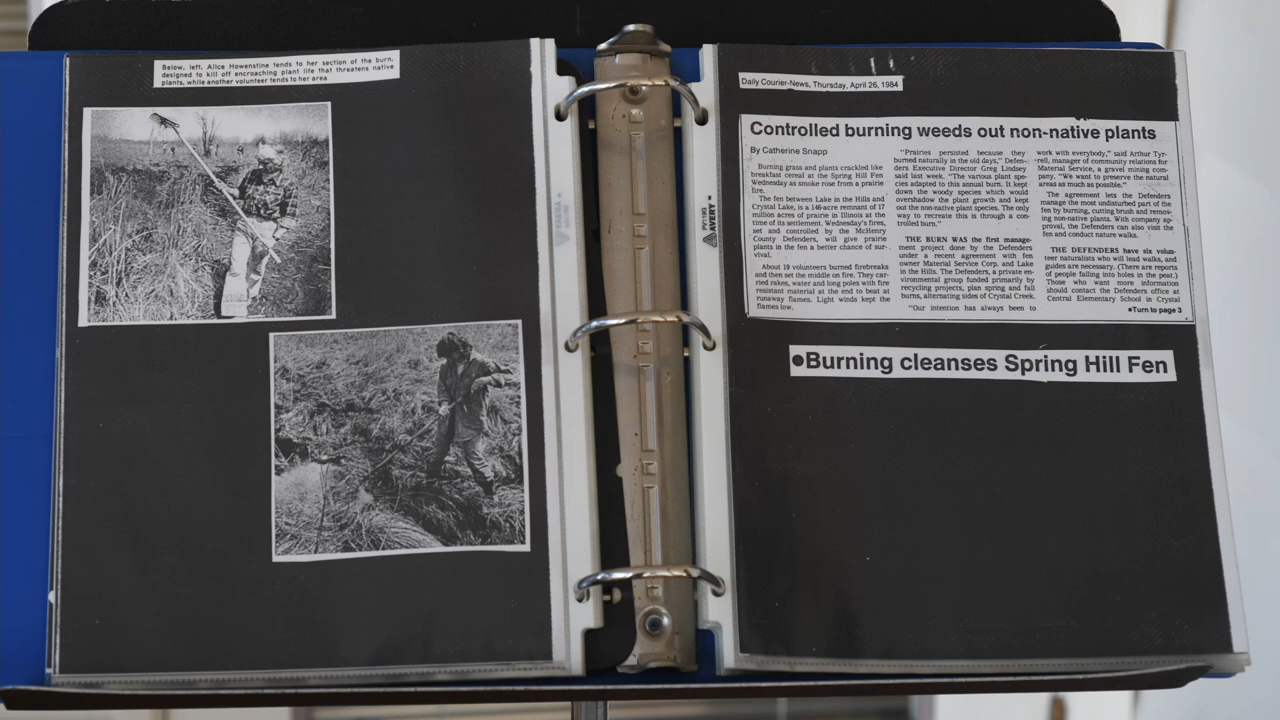 Below, left, Alice Howenstine tends to her section of the burn,
designed to kill off encroaching plant life that threatens native
plants, while another volunteer tends to her area
Daily Courier-News, Thursday, April 26, 1984
Controlled burning weeds out non-native plants
By Catherine Snapp
Burning grass and plants crackled like
breakfast cereal at the Spring Hill Fen
Wednesday as smoke rose from a prairie
fire.
The fen between Lake in the Hills and
Crystal Lake, is a 146-acre remnant of 17
million acres of prairie in Illinois at the
time of its settlement. Wednesday's fires,
set and controlled by the McHenry
County Defenders, will give prairie
plants in the fen a better chance of sur-
vival.
About 19 volunteers burned firebreaks
and then set the middle on fire. They car-
ried rakes, water and long poles with fire
resistant material at the end to beat at
runaway flames. Light winds kept the
flames low.
"Prairies persisted because they
burned naturally in the old days," Defen-
ders Executive Director Greg Lindsey
said last week. "The various plant spe-
cies adapted to this annual burn. It kept
down the woody species which would
overshadow the plant growth and kept
out the non-native plant species. The only
way to recreate this is through a con-
trolled burn."
THE BURN WAS the first manage-
ment project done by the Defenders
under a recent agreement with fen
owner Material Service Corp. and Lake
in the Hills. The Defenders, a private en-
vironmental group funded primarily by
recycling projects, plan spring and fall
burns, alternating sides of Crystal Creek.
"Our intention has always been to
work with everybody," said Arthur Tyr-
rell, manager of community relations for
Material Service, a gravel mining com-
pany. "We want to preserve the natural
areas as much as possible."
The agreement lets the Defenders
manage the most undisturbed part of the
fen by burning, cutting brush and remov-
ing non-native plants. With company ap-
proval, the Defenders can also visit the
fen and conduct nature walks.
THE DEFENDERS have six volun-
teer naturalists who will lead walks, and
guides are necessary. (There are reports
of people falling into holes in the peat.)
Those who want more information
should contact the Defenders office at
Central Elementary School in Crystal
●Turn to page 3
●Burning cleanses Spring Hill Fen
AVERY™
PV119G